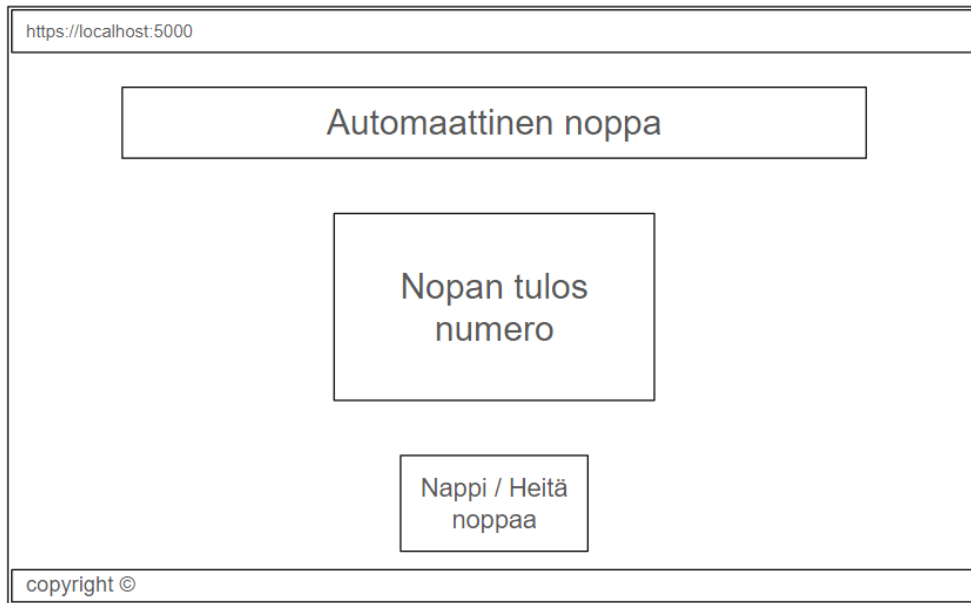 https://localhost:5000
Automaattinen noppa
Nopan tulos
numero
Nappi / Heitä
noppaa
copyright ©